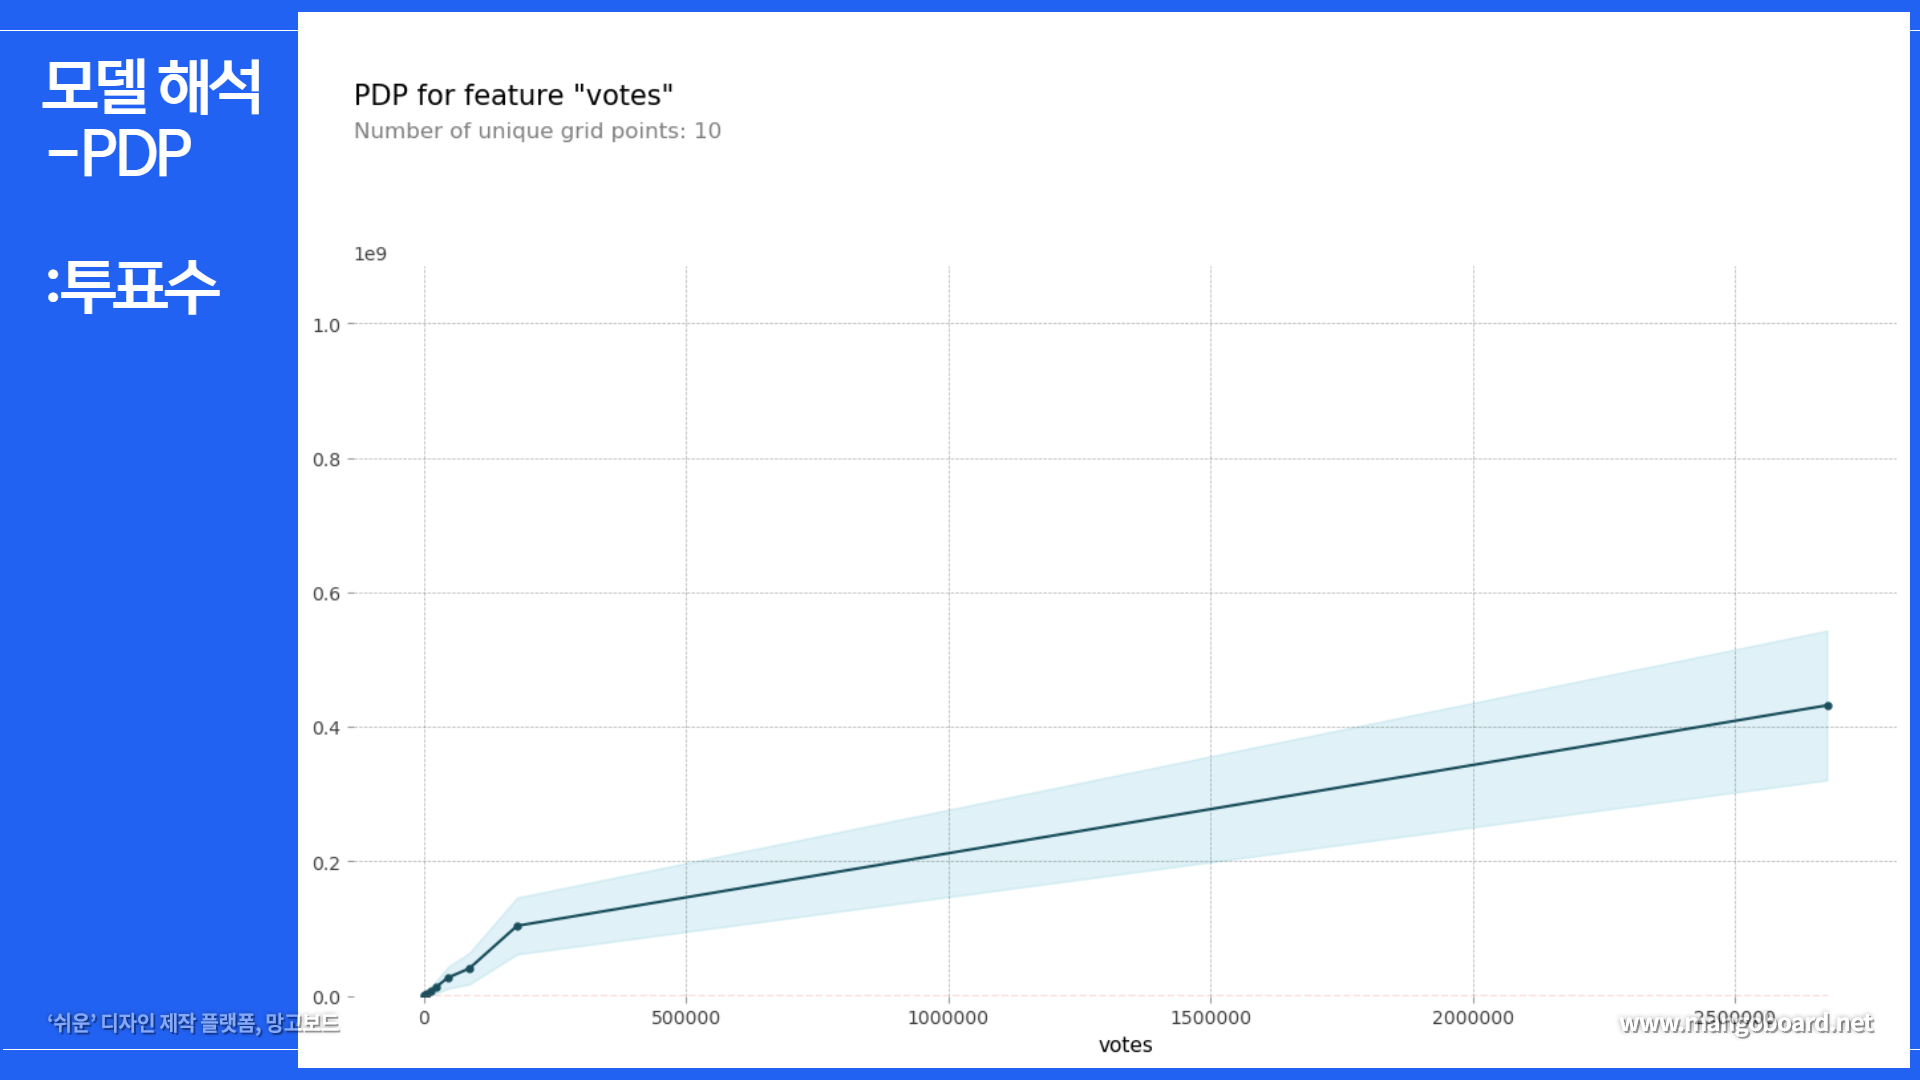 모델 해석
-PDP
:투표수
PDP for feature "votes"
Number of unique grid points: 10
1e9
1.0
0.8
0.6
0.4
0.2
0.0
0 500000 1000000 1500000 2000000 2500000
votes
‘쉬운’ 디자인 제작 플랫폼, 망고보드
www.mangoboard.net